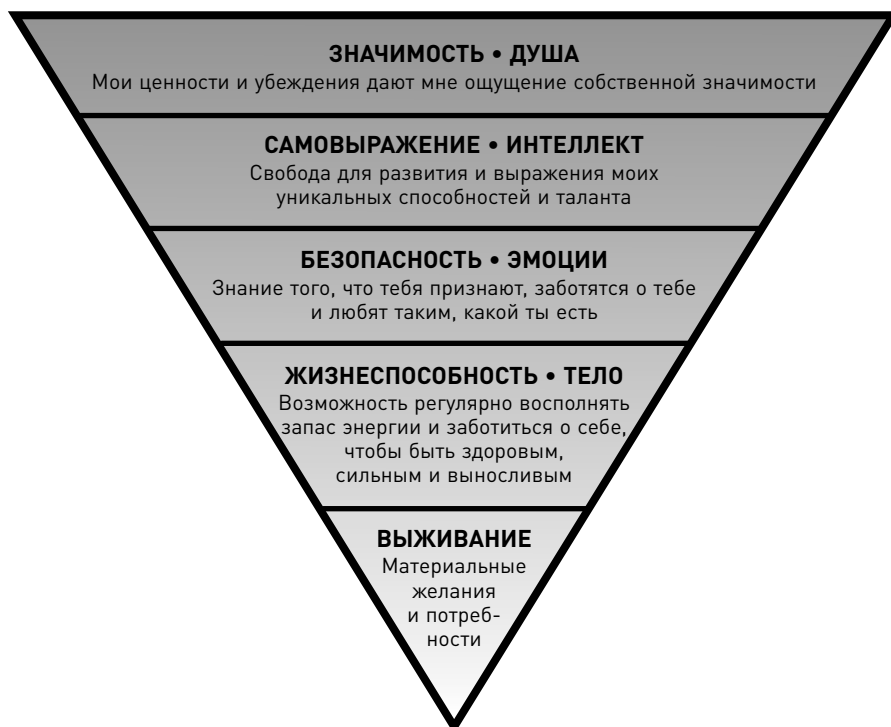 ЗНАЧИМОСТЬ • ДУША
Мои ценности и убеждения дают мне ощущение собственной значимости
САМОВЫРАЖЕНИЕ • ИНТЕЛЛЕКТ
Свобода для развития и выражения моих
уникальных способностей и таланта
БЕЗОПАСНОСТЬ • ЭМОЦИИ
Знание того, что тебя признают, заботятся о тебе
и любят таким, какой ты есть
ЖИЗНЕСПОСОБНОСТЬ • ТЕЛО
Возможность регулярно восполнять
запас энергии и заботиться о себе,
чтобы быть здоровым,
сильным и выносливым
ВЫЖИВАНИЕ
Материальные
желания
и потреб-
ности